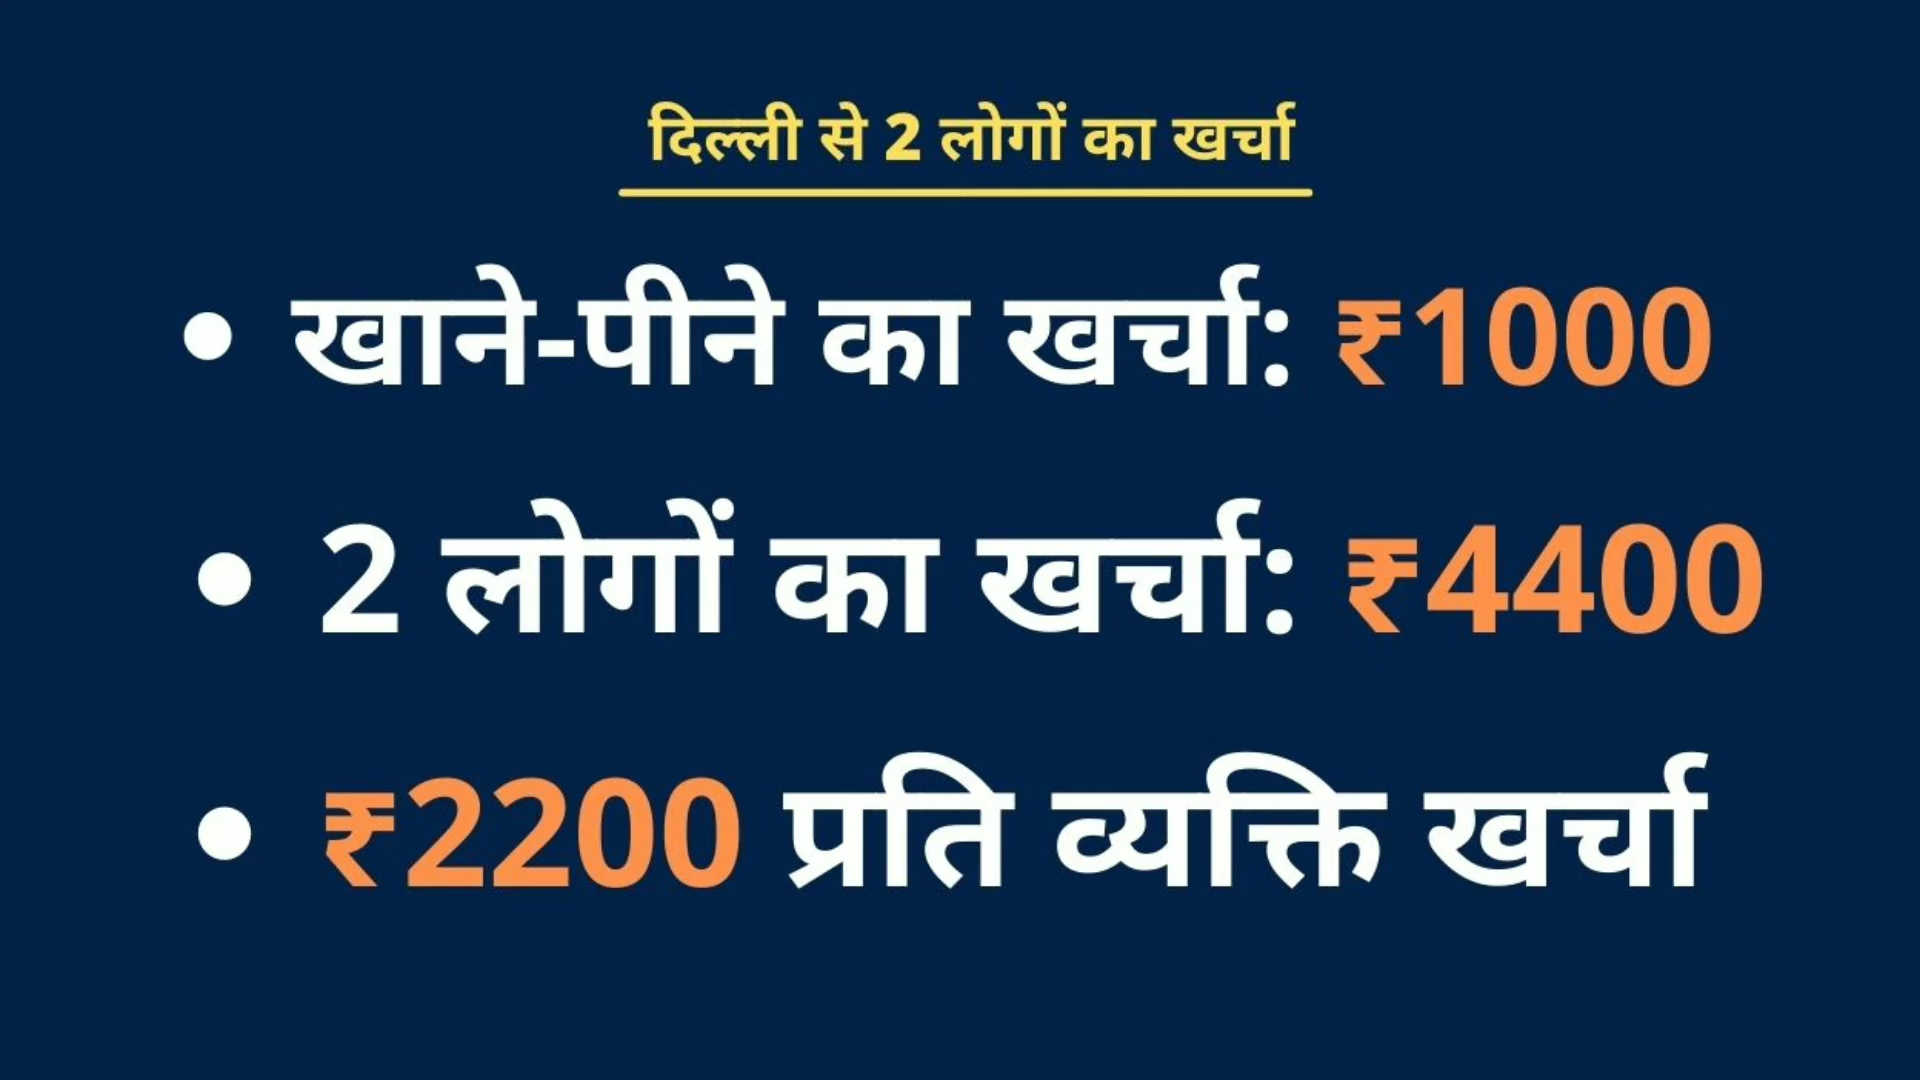 दिल्ली से 2 लोगों का खर्चा
• खाने-पीने का खर्चा: ₹1000
• 2 लोगों का खर्चा: ₹4400
• ₹2200 प्रति व्यक्ति खर्चा